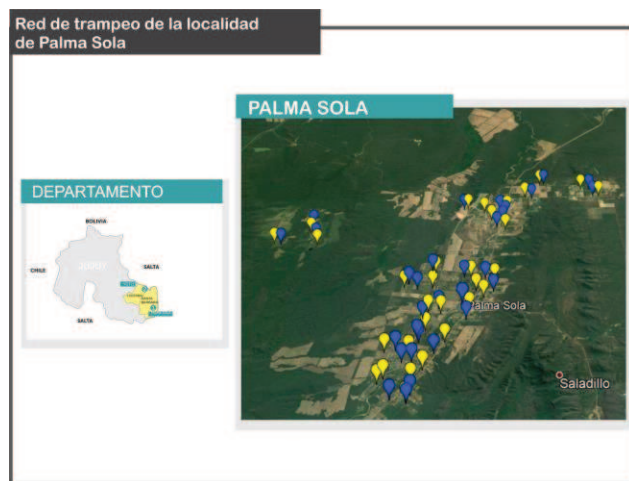 Red de trampeo de la localidad
de Palma Sola
PALMA SOLA
DEPARTAMENTO
BOLIVIA
CHILE
JUJUY
SALTA
SALTA
Palma Sola
Saladillo